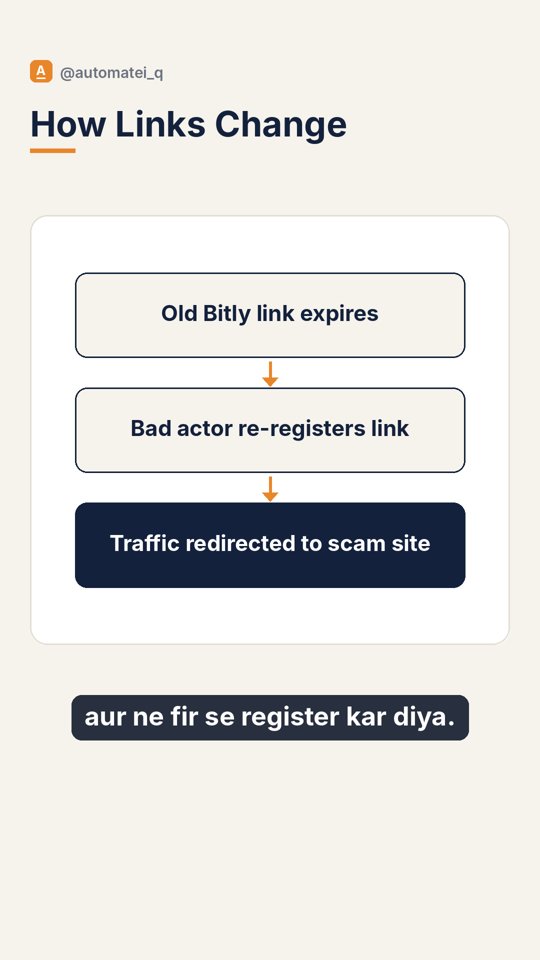 A @automatei_q
How Links Change
Old Bitly link expires
Bad actor re-registers link
Traffic redirected to scam site
aur ne fir se register kar diya.